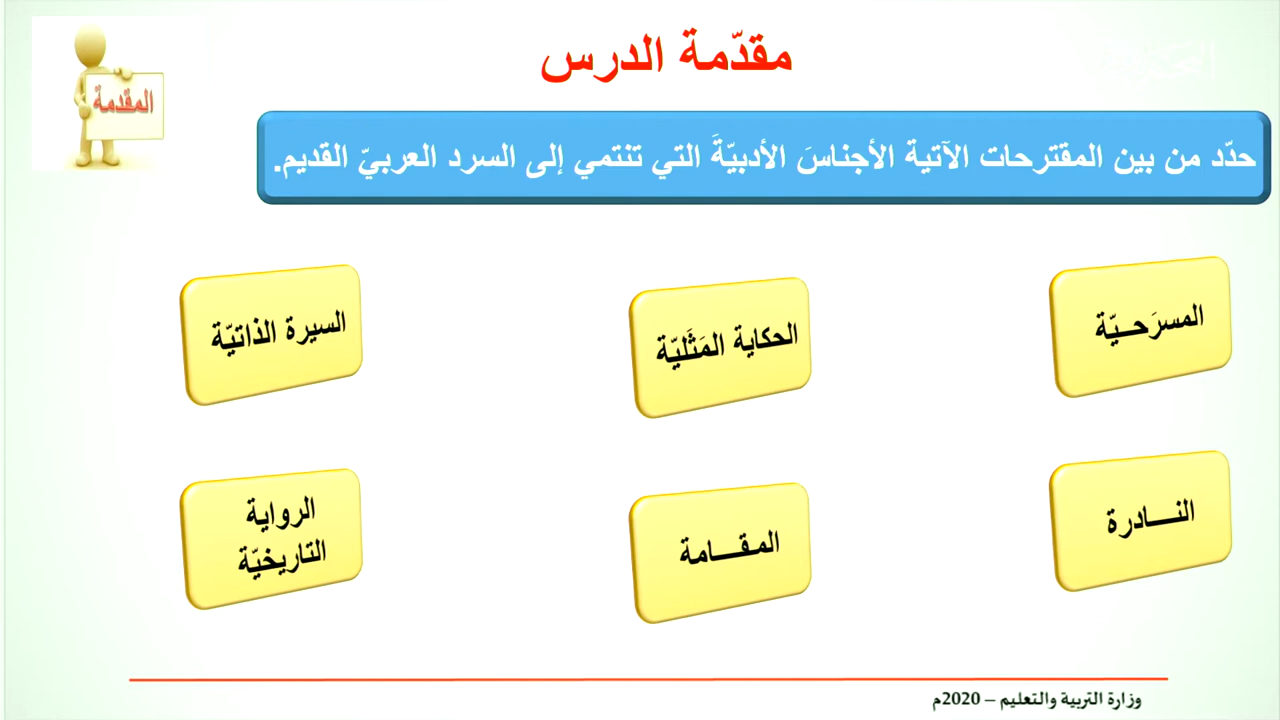 مقدّمة الدرس
المقدمة
حدّد من بين المقترحات الآتية الأجناسَ الأدبيّةَ التي تنتمي إلى السرد العربيّ القديم.
المسرَحــيّة
الحكاية المَثَليّة
السيرة الذاتيّة
النـــادرة
المقـــامة
الرواية
التاريخيّة
وزارة التربية والتعليم – 2020م